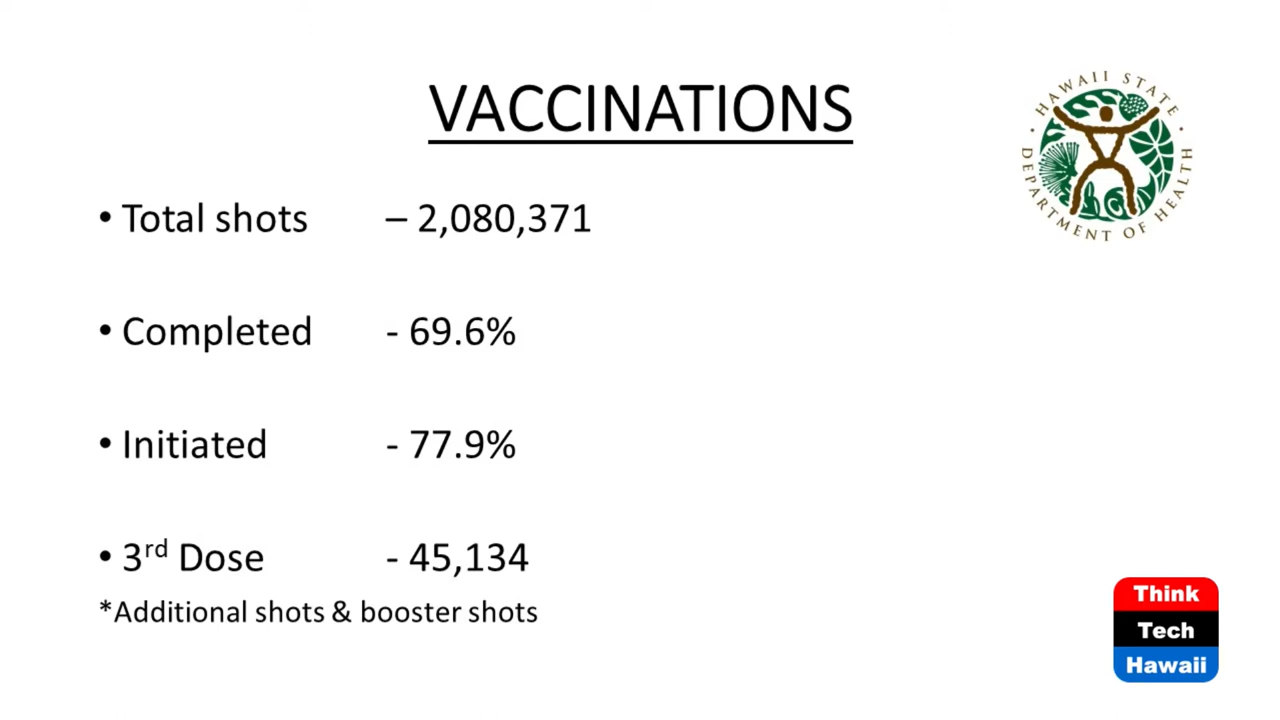 VACCINATIONS
HAWAII STATE
DEPARTMENT OF HEALTH
• Total shots – 2,080,371
• Completed - 69.6%
• Initiated - 77.9%
• 3rd Dose - 45,134
*Additional shots & booster shots
Think
Tech
Hawaii